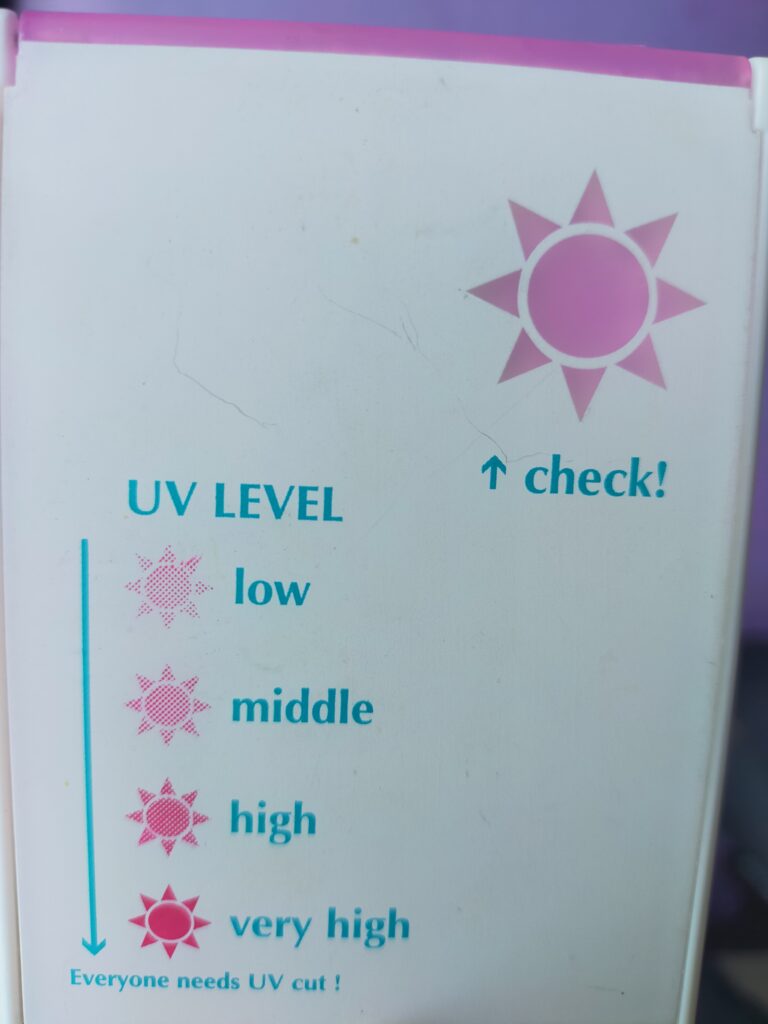 ↑ check!
UV LEVEL
low
middle
high
very high
Everyone needs UV cut !